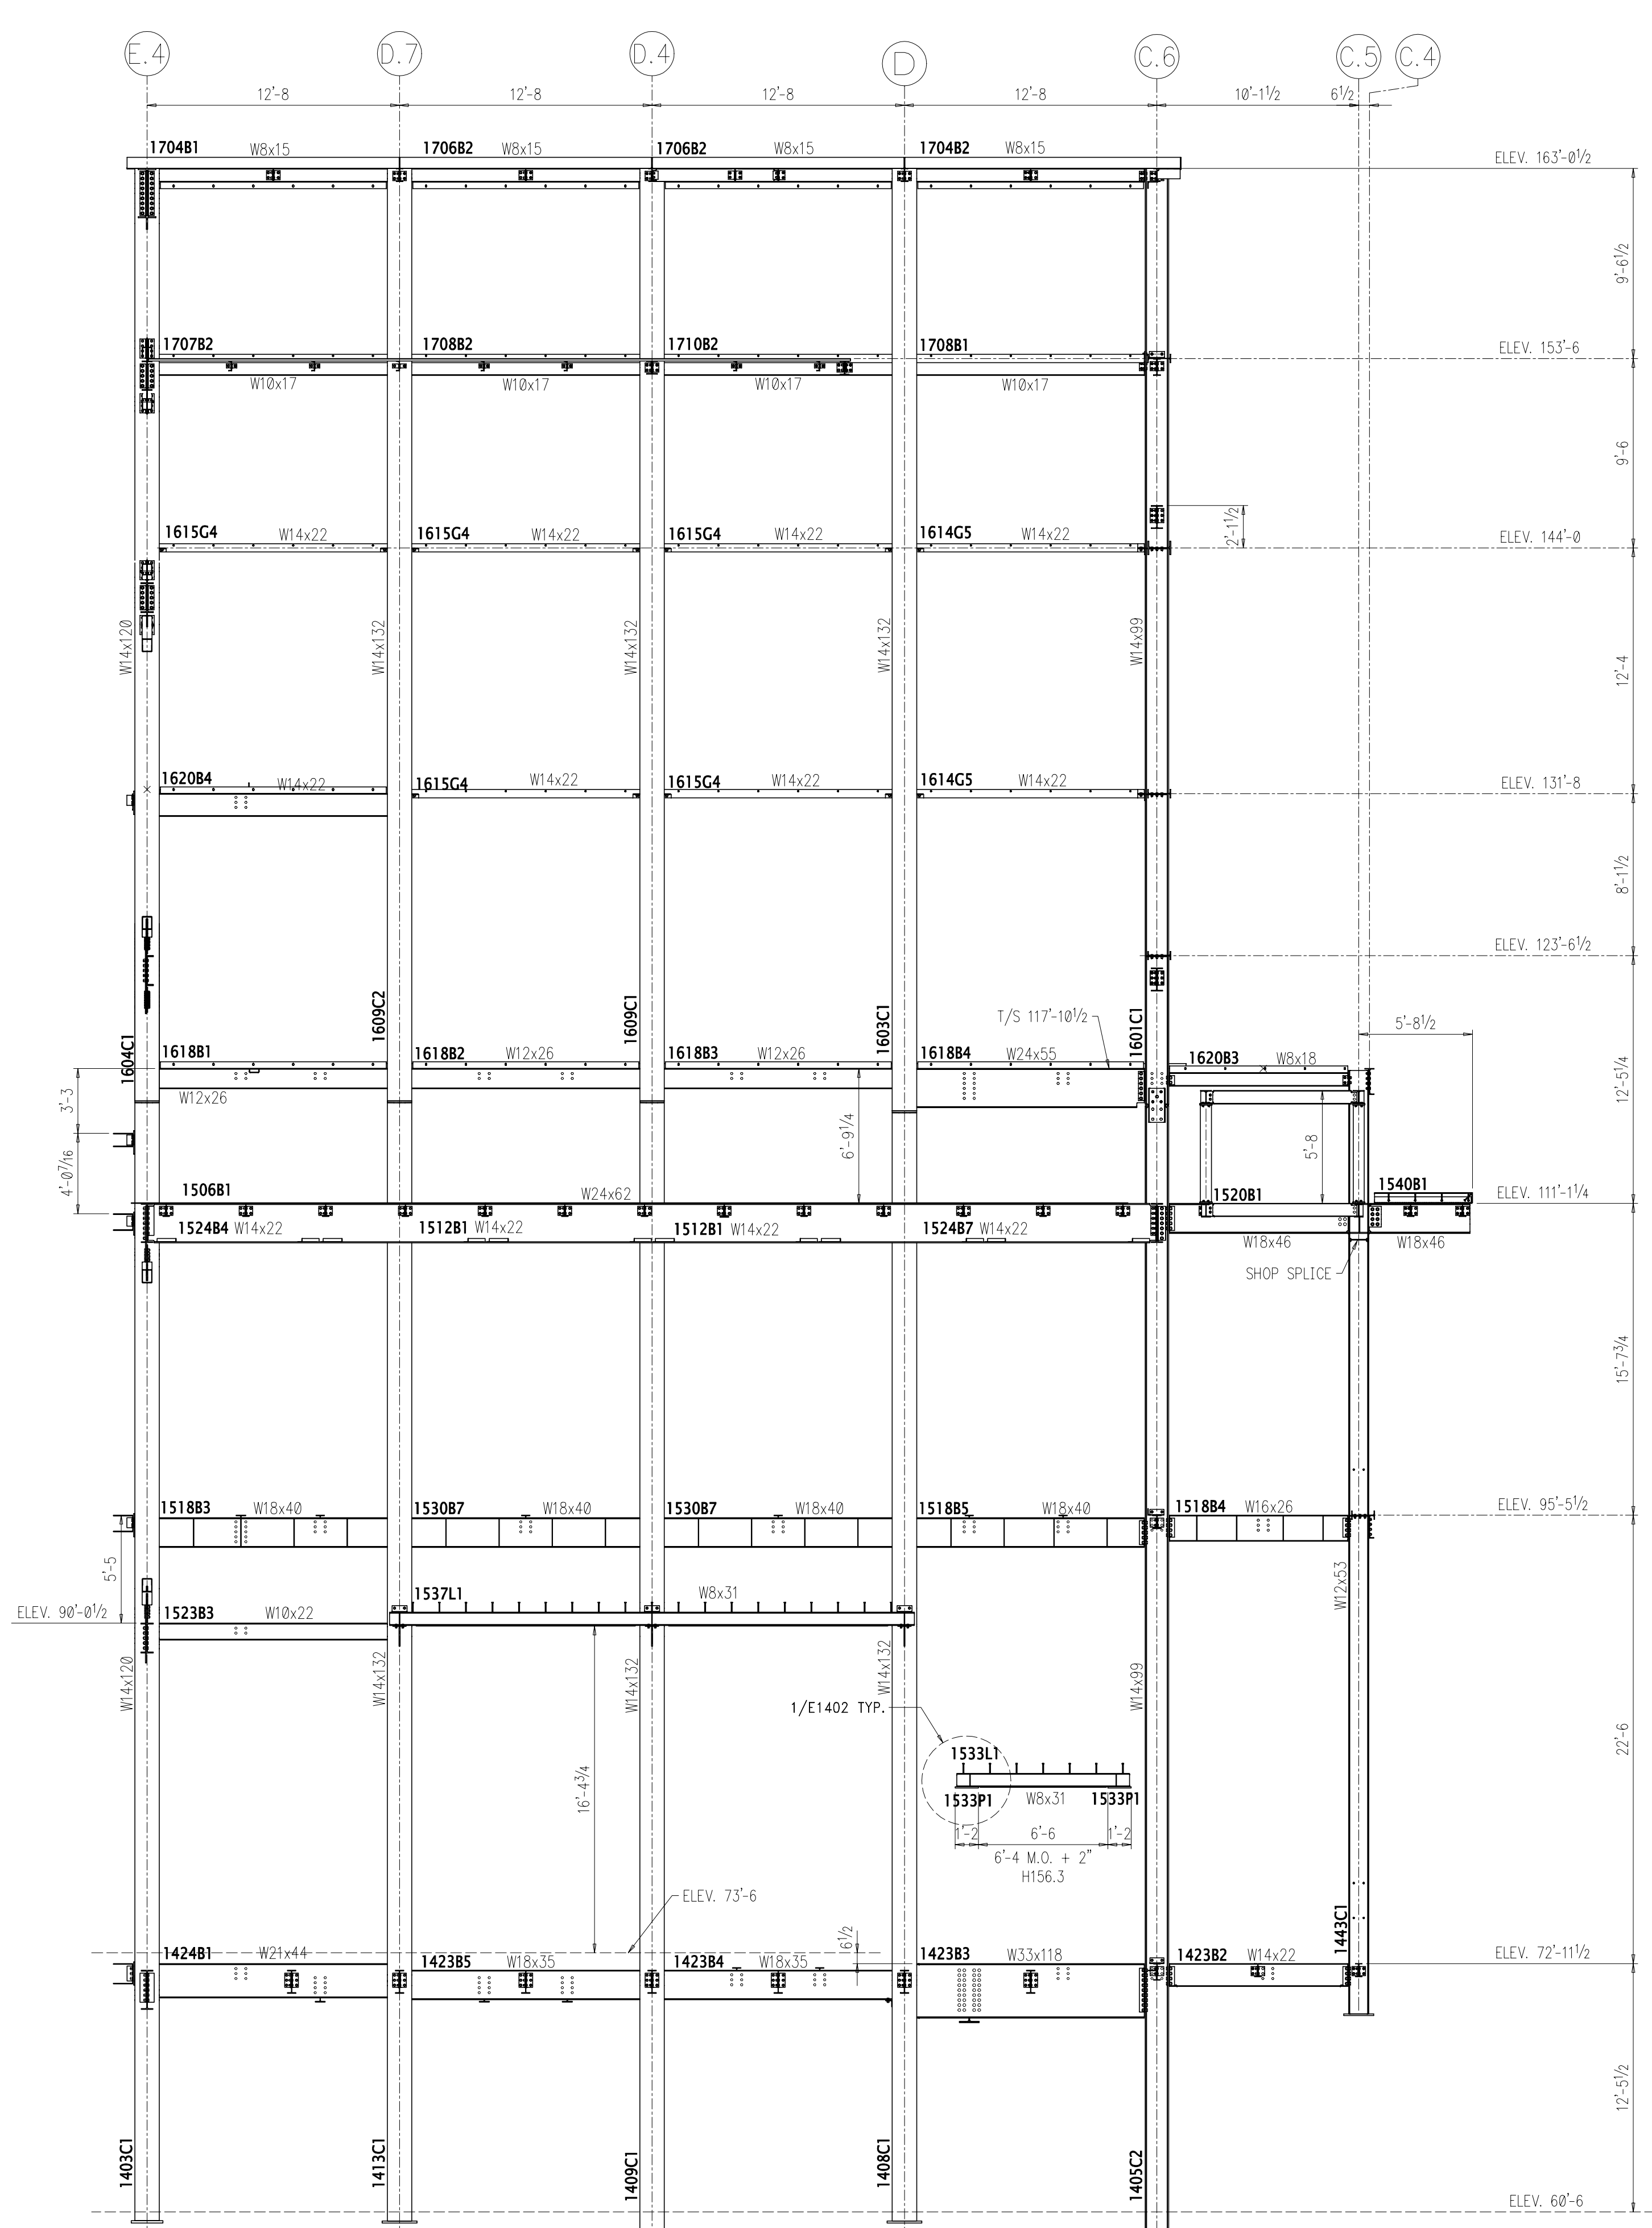 E.4 D.7 D.4 D C.6 C.5 C.4
12'-8 12'-8 12'-8 12'-8 10'-1½ 6½
1704B1 W8x15 1706B2 W8x15 1706B2 W8x15 1704B2 W8x15
ELEV. 163'-0½
9'-6½
1707B2 1708B2 1710B2 1708B1
ELEV. 153'-6
W10x17 W10x17 W10x17 W10x17
9'-6
2'-1½
1615G4 W14x22 1615G4 W14x22 1615G4 W14x22 1614G5 W14x22
ELEV. 144'-0
W14x120 W14x132 W14x132 W14x132 W14x99
12'-4
1620B4 W14x22 1615G4 W14x22 1615G4 W14x22 1614G5 W14x22
ELEV. 131'-8
8'-1½
ELEV. 123'-6½
1604C1 1609C2 1609C1 1603C1 1601C1
T/S 117'-10½
5'-8½
1618B1 1618B2 W12x26 1618B3 W12x26 1618B4 W24x55 1620B3 W8x18
W12x26
12'-5¼
3'-3
4'-0⁷⁄₁₆
6'-9¼
5'-8
1506B1 W24x62 1520B1 1540B1
ELEV. 111'-1¼
1524B4 W14x22 1512B1 W14x22 1512B1 W14x22 1524B7 W14x22
W18x46 W18x46
SHOP SPLICE
15'-7¾
1518B3 W18x40 1530B7 W18x40 1530B7 W18x40 1518B5 W18x40 1518B4 W16x26
ELEV. 95'-5½
5'-5
W12x53
1537L1 W8x31
ELEV. 90'-0½
1523B3 W10x22
W14x120 W14x132 W14x132 W14x132 W14x99
16'-4¾
22'-6
1/E1402 TYP.
1533L1
1533P1 W8x31 1533P1
1'-2 6'-6 1'-2
6'-4 M.O. + 2"
H156.3
ELEV. 73'-6
6½
1443C1
1424B1 W21x44 1423B5 W18x35 1423B4 W18x35 1423B3 W33x118 1423B2 W14x22
ELEV. 72'-11½
12'-5½
1403C1 1413C1 1409C1 1408C1 1405C2
ELEV. 60'-6